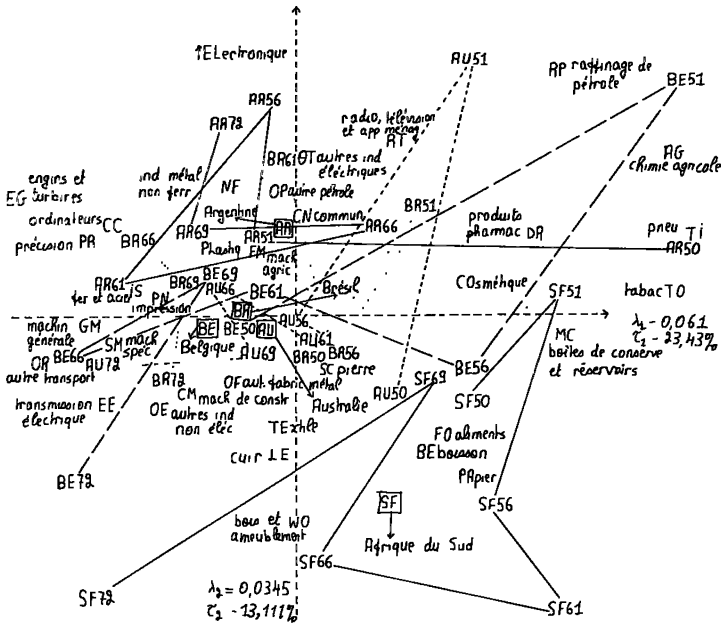 ↑ELectronique
AU51
RP raffinage de
pétrole
BE51
AR56
AR72
radio, télévision
et app ménag
RT
AG
chimie agricole
BR61
OT autres ind
électriques
engins et
EG turbines
ind métal
non ferr
NF
OP autre pétrole
ordinateurs CC
Argentine
AR
CN commun
AR66
BR51
produits
pharmac DR
pneu TI
AR50
précision PR
BR66
AR69
AR51
Plastiq
FM mach
agric
AR61
IS
fer et acier
BR69
BE69
AU66
BE61
Brésil
COsmétique
SF51
tabac TO
PN
impression
machin GM
générale
BE
BE50
AU
AU56
λ1 - 0,061
τ1 - 23,43%
MC
boîtes de conserve
et réservoirs
OR
BE66
SM mach
spec
AU72
autre transport
Belgique
AU69
AU61
BR50
BR56
SC pierre
SF69
BE56
BR72
OF aut. fabric métal
CM mach
de constr
Australie
AU50
SF50
transmission EE
électrique
OE autres ind
non éléc
TExtile
FO aliments
BE boisson
cuir LE
PApier
BE72
SF56
bois et WO
ameublement
SF
Afrique du Sud
SF66
SF72
λ2 = 0,0345
τ2 - 13,111%
SF61